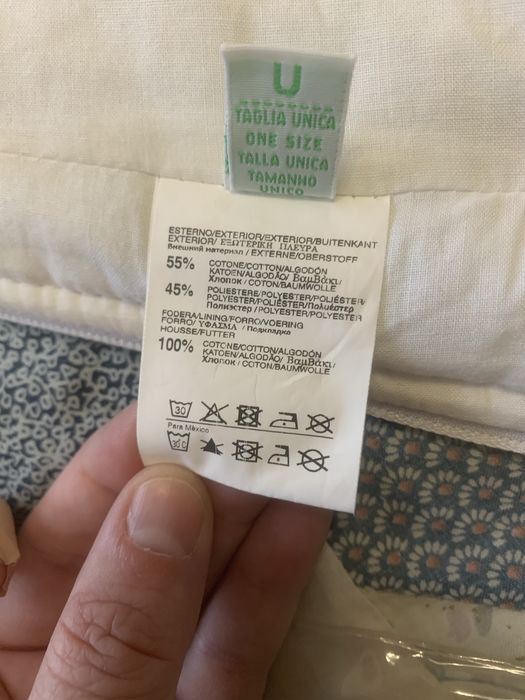 U
TAGLIA UNICA
ONE SIZE
TALLA UNICA
TAMANHO
UNICO
ESTERNO/EXTERIOR/EXTERIOR/BUITENKANT
EXTERIOR/ ΕΞΩΤΕΡΙΚΗ ΠΛΕΥΡΑ
Внешний материал / EXTERNE/OBERSTOFF
55% COTONE/COTTON/ALGODÓN
KATOEN/ALGODÃO/ Βαμβάκι/
Хлопок / COTON/BAUMWOLLE
45% POLIESTERE/POLYESTER/POLIÉSTER/
POLYESTER/POLIÉSTER/Πολυέστερ
Полиэстер / POLYESTER/POLYESTER
FODERA/LINING/FORRO/VOERING
FORRO/ ΥΦΑΣΜΑ / Подкладка
HOUSSE/FUTTER
100% COTONE/COTTON/ALGODÓN
KATOEN/ALGODÃO/ Βαμβάκι/
Хлопок / COTON/BAUMWOLLE
30
Para México
30°C